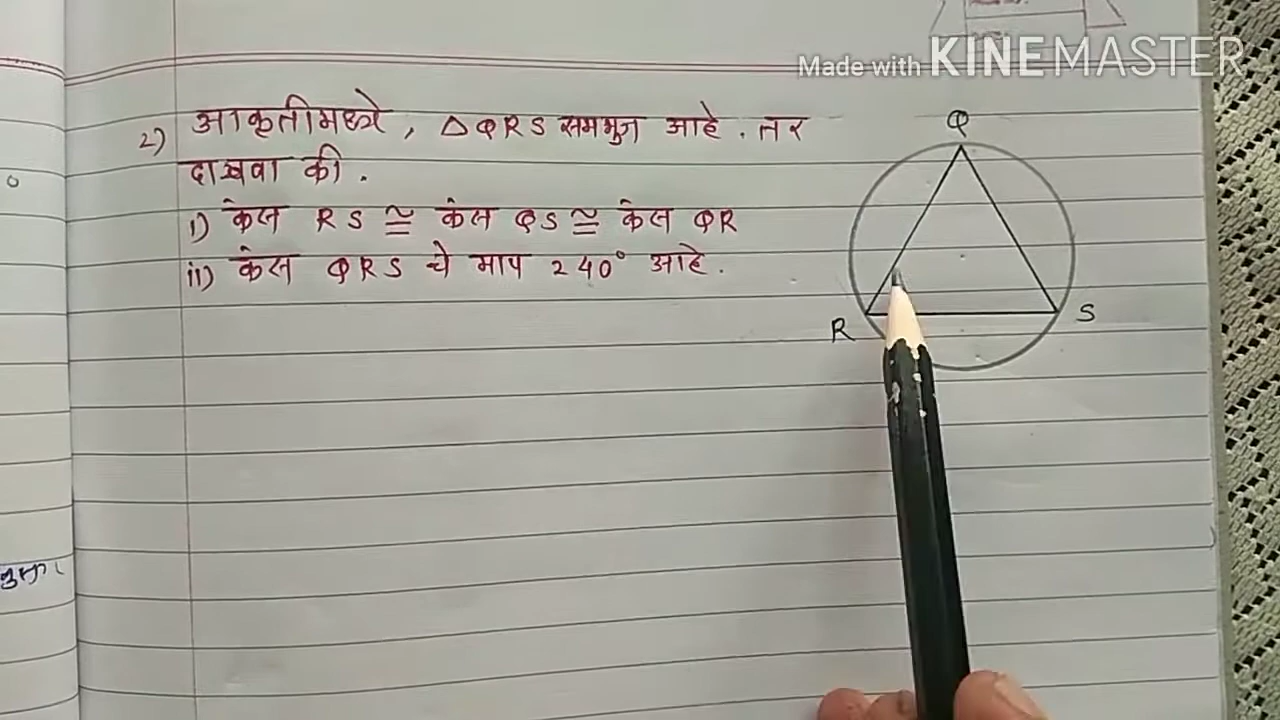 Made with KINEMASTER
2) आकृतीमध्ये, △QRS समभुज आहे. तर
दाखवा की.
i) कंस RS ≅ कंस QS ≅ कंस QR
ii) कंस QRS चे माप 240° आहे.
Q
R
S